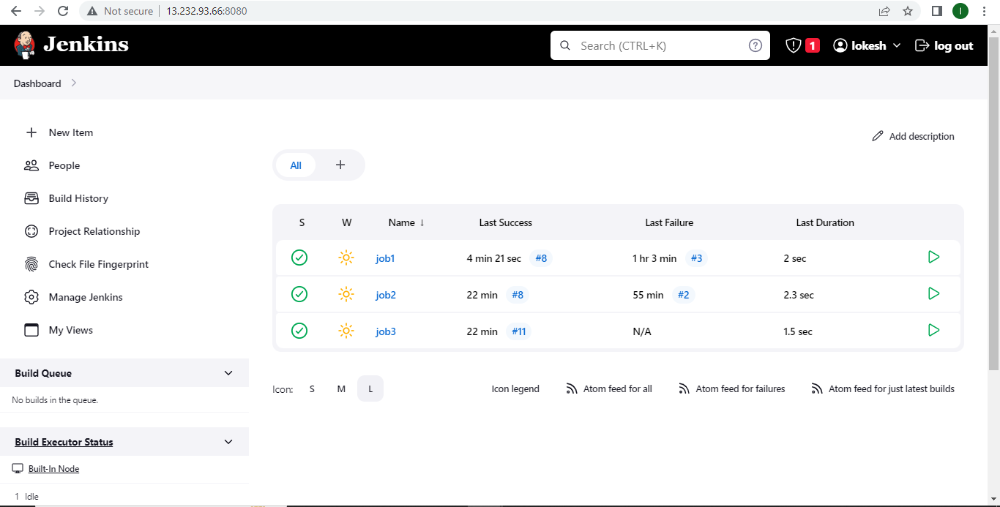 Not secure 13.232.93.66:8080
I
Jenkins
Search (CTRL+K) ?
1 lokesh log out
Dashboard
New Item
People
Build History
Project Relationship
Check File Fingerprint
Manage Jenkins
My Views
Build Queue
No builds in the queue.
Build Executor Status
Built-In Node
1 Idle
Add description
All +
S W Name ↓ Last Success Last Failure Last Duration
job1 4 min 21 sec #8 1 hr 3 min #3 2 sec
job2 22 min #8 55 min #2 2.3 sec
job3 22 min #11 N/A 1.5 sec
Icon: S M L Icon legend Atom feed for all Atom feed for failures Atom feed for just latest builds